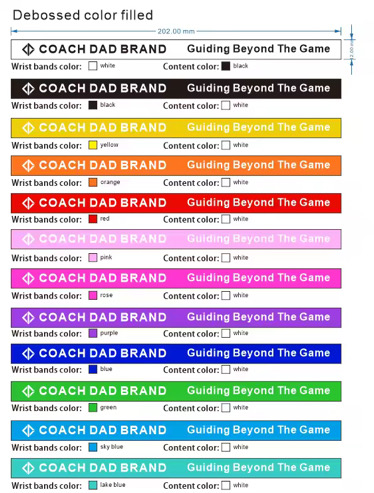 Debossed color filled
202.00 mm
COACH DAD BRAND Guiding Beyond The Game
Wrist bands color: white Content color: black
COACH DAD BRAND Guiding Beyond The Game
Wrist bands color: black Content color: white
COACH DAD BRAND Guiding Beyond The Game
Wrist bands color: yellow Content color: white
COACH DAD BRAND Guiding Beyond The Game
Wrist bands color: orange Content color: white
COACH DAD BRAND Guiding Beyond The Game
Wrist bands color: red Content color: white
COACH DAD BRAND Guiding Beyond The Game
Wrist bands color: pink Content color: white
COACH DAD BRAND Guiding Beyond The Game
Wrist bands color: rose Content color: white
COACH DAD BRAND Guiding Beyond The Game
Wrist bands color: purple Content color: white
COACH DAD BRAND Guiding Beyond The Game
Wrist bands color: blue Content color: white
COACH DAD BRAND Guiding Beyond The Game
Wrist bands color: green Content color: white
COACH DAD BRAND Guiding Beyond The Game
Wrist bands color: sky blue Content color: white
COACH DAD BRAND Guiding Beyond The Game
Wrist bands color: lake blue Content color: white